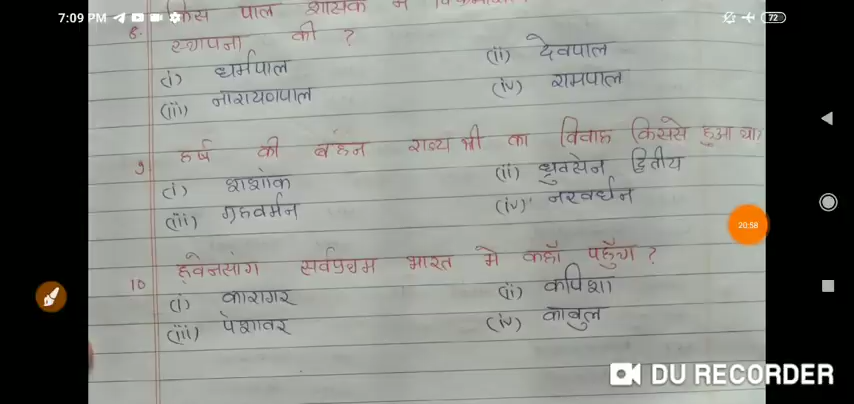 7:09 PM
72
8. किस पाल शासक ने
स्थापना की ?
(i) धर्मपाल (ii) देवपाल
(iii) नारायणपाल (iv) रामपाल
9 हर्ष की बहन राज्य श्री का विवाह किससे हुआ था?
(i) शशांक (ii) ध्रुवसेन द्वितीय
(iii) ग्रहवर्मन (iv) नरवर्धन
20:58
10 ह्वेनसांग सर्वप्रथम भारत मे कहाँ पहुँचा ?
(i) कारागर (ii) कपिशा
(iii) पेशावर (iv) काबुल
DU RECORDER